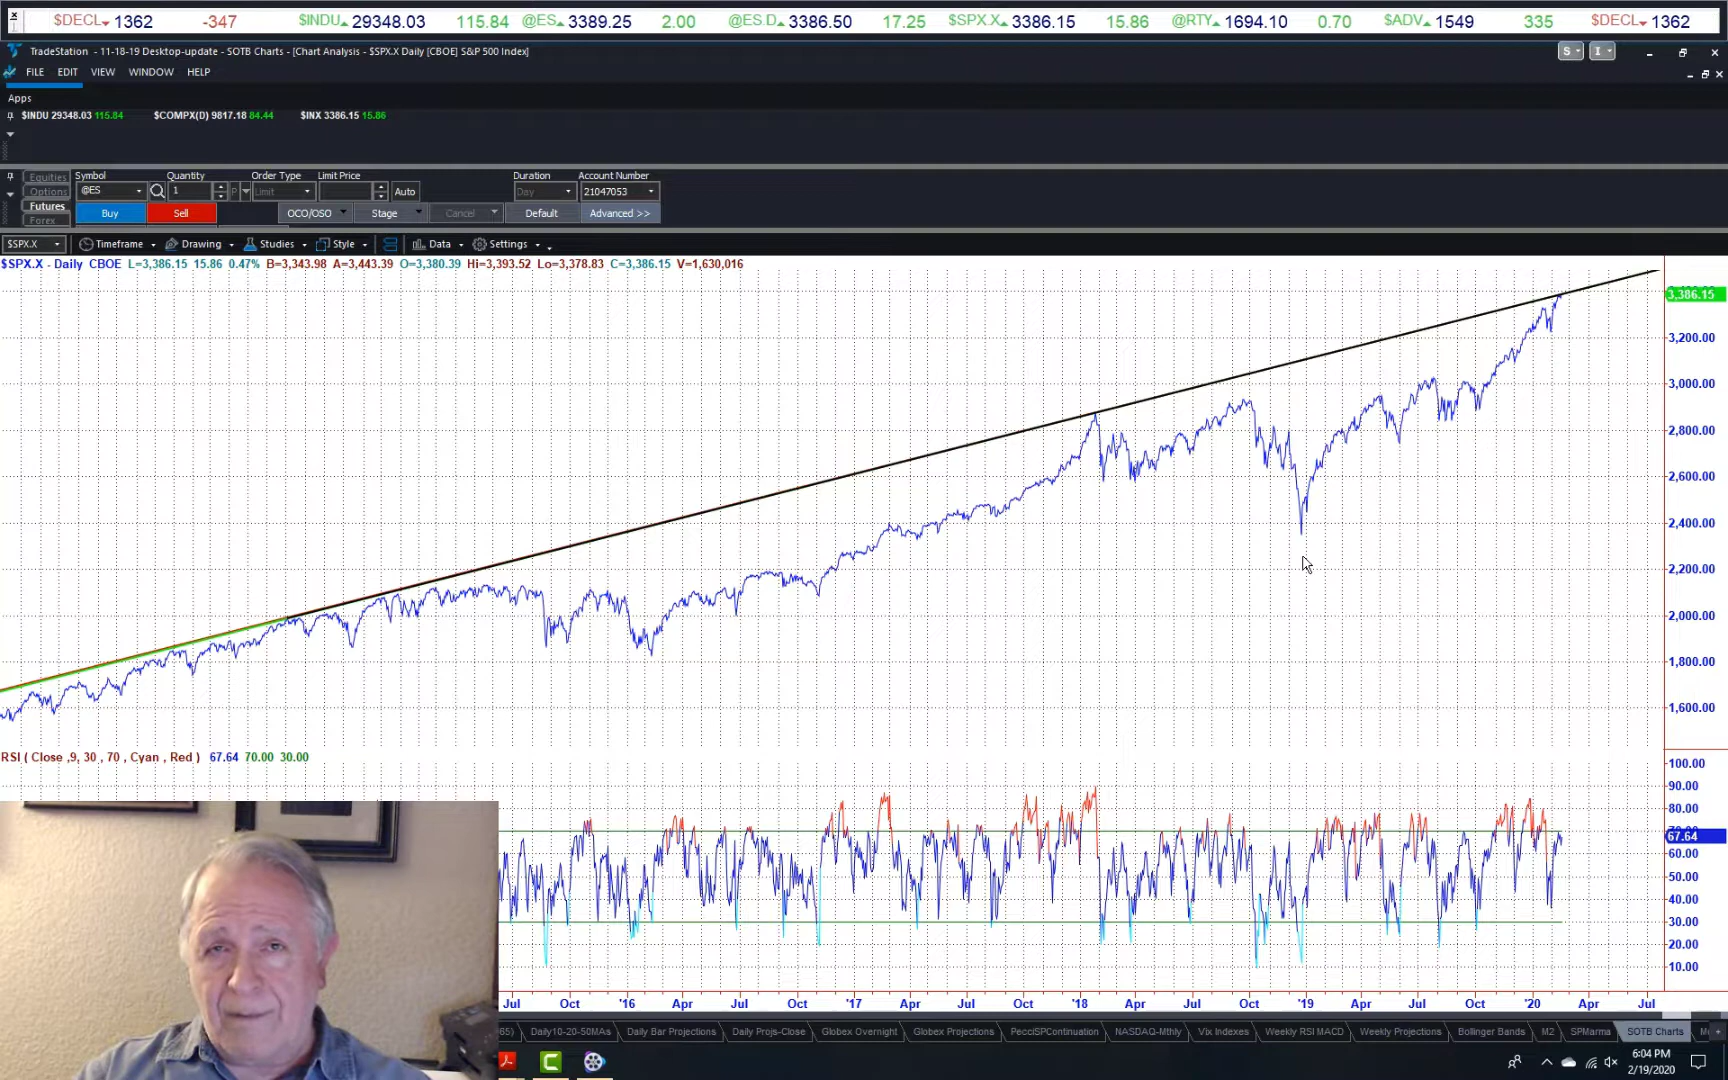 $DECL 1362 -347 $INDU 29348.03 115.84 @ES 3389.25 2.00 @ES.D 3386.50 17.25 $SPX.X 3386.15 15.86 @RTY 1694.10 0.70 $ADV 1549 335 $DECL 1362
TradeStation - 11-18-19 Desktop-update - SOTB Charts - [Chart Analysis - $SPX.X Daily [CBOE] S&P 500 Index]
S I
FILE EDIT VIEW WINDOW HELP
Apps
$INDU 29348.03 115.84 $COMPX(D) 9817.18 84.44 $INX 3386.15 15.86
Equities Symbol Quantity Order Type Limit Price Duration Account Number
Options @ES 1 P Limit Auto Day 21047053
Futures
Forex Buy Sell OCO/OSO Stage Cancel Default Advanced >>
$SPX.X Timeframe Drawing Studies Style Data Settings
$SPX.X - Daily CBOE L=3,386.15 15.86 0.47% B=3,343.98 A=3,443.39 O=3,380.39 Hi=3,393.52 Lo=3,378.83 C=3,386.15 V=1,630,016
3,386.15
3,200.00
3,000.00
2,800.00
2,600.00
2,400.00
2,200.00
2,000.00
1,800.00
1,600.00
RSI ( Close ,9, 30 , 70 , Cyan , Red ) 67.64 70.00 30.00
100.00
90.00
80.00
67.64
60.00
50.00
40.00
30.00
20.00
10.00
Jul Oct '16 Apr Jul Oct '17 Apr Jul Oct '18 Apr Jul Oct '19 Apr Jul Oct '20 Apr Jul
65) Daily10-20-50MAs Daily Bar Projections Daily Projs-Close Globex Overnight Globex Projections PecciSPContinuation NASDAQ-Mthly Vix Indexes Weekly RSI MACD Weekly Projections Bollinger Bands M2 SPMarma SOTB Charts
6:04 PM
2/19/2020